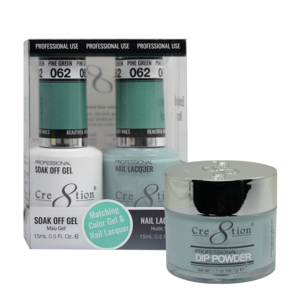 PROFESSIONAL USE
PROFESSIONAL USE
PINE GREEN
PINE GREEN
062
062
PROFESSIONAL
SOAK OFF GEL
PROFESSIONAL
NAIL LAC
Cre8tion
Cre8tion
SOAK OFF GEL
15mL 0.5 Fl. Oz.
Matching
Color Gel &
Nail Lacquer
NAIL LACQUER
15mL 0.5 Fl. Oz.
Cre8tion
PROFESSIONAL
DIP POWDER